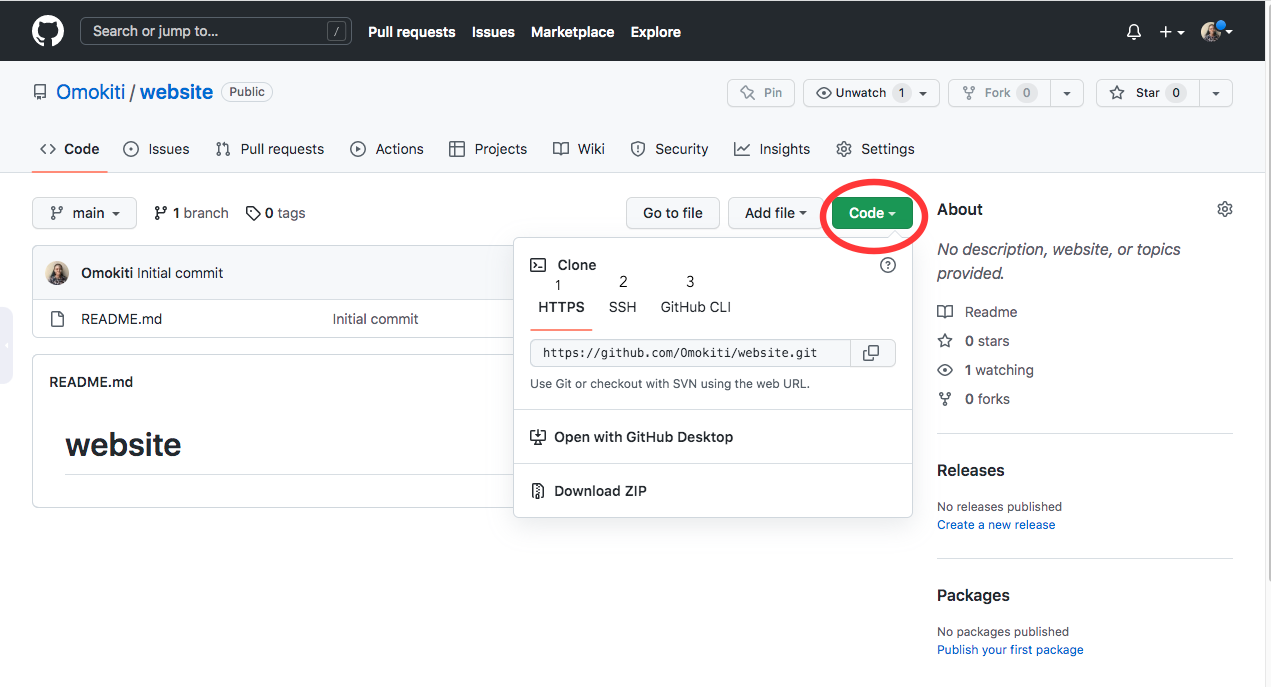 Search or jump to... /
Pull requests Issues Marketplace Explore
Omokiti / website Public
Pin Unwatch 1 Fork 0 Star 0
Code Issues Pull requests Actions Projects Wiki Security Insights Settings
main 1 branch 0 tags
Go to file Add file Code
Omokiti Initial commit
README.md Initial commit
README.md
website
Clone
1 2 3
HTTPS SSH GitHub CLI
https://github.com/Omokiti/website.git
Use Git or checkout with SVN using the web URL.
Open with GitHub Desktop
Download ZIP
About
No description, website, or topics
provided.
Readme
0 stars
1 watching
0 forks
Releases
No releases published
Create a new release
Packages
No packages published
Publish your first package